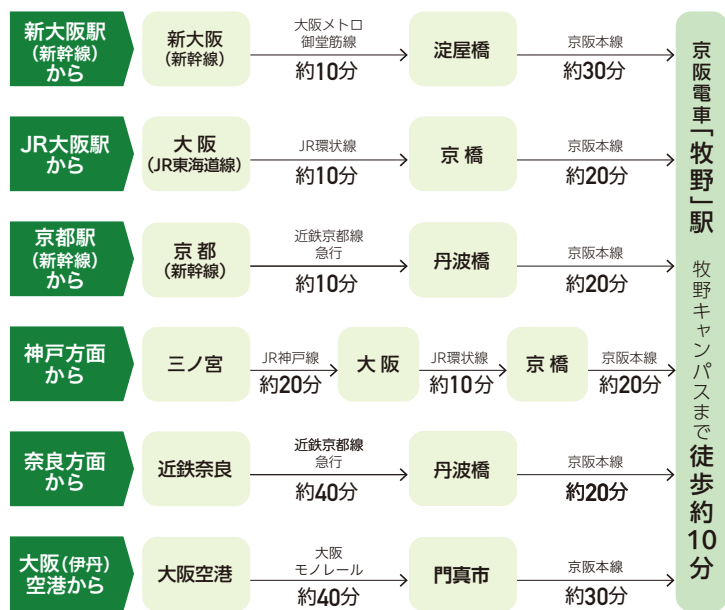 新大阪駅
(新幹線)
から
新大阪
(新幹線)
大阪メトロ
御堂筋線
約10分
淀屋橋
京阪本線
約30分
JR大阪駅
から
大阪
(JR東海道線)
JR環状線
約10分
京橋
京阪本線
約20分
京都駅
(新幹線)
から
京都
(新幹線)
近鉄京都線
急行
約10分
丹波橋
京阪本線
約20分
神戸方面
から
三ノ宮
JR神戸線
約20分
大阪
JR環状線
約10分
京橋
京阪本線
約20分
奈良方面
から
近鉄奈良
近鉄京都線
急行
約40分
丹波橋
京阪本線
約20分
大阪(伊丹)
空港から
大阪空港
大阪
モノレール
約40分
門真市
京阪本線
約30分
京阪電車「牧野」駅 牧野キャンパスまで徒歩約10分